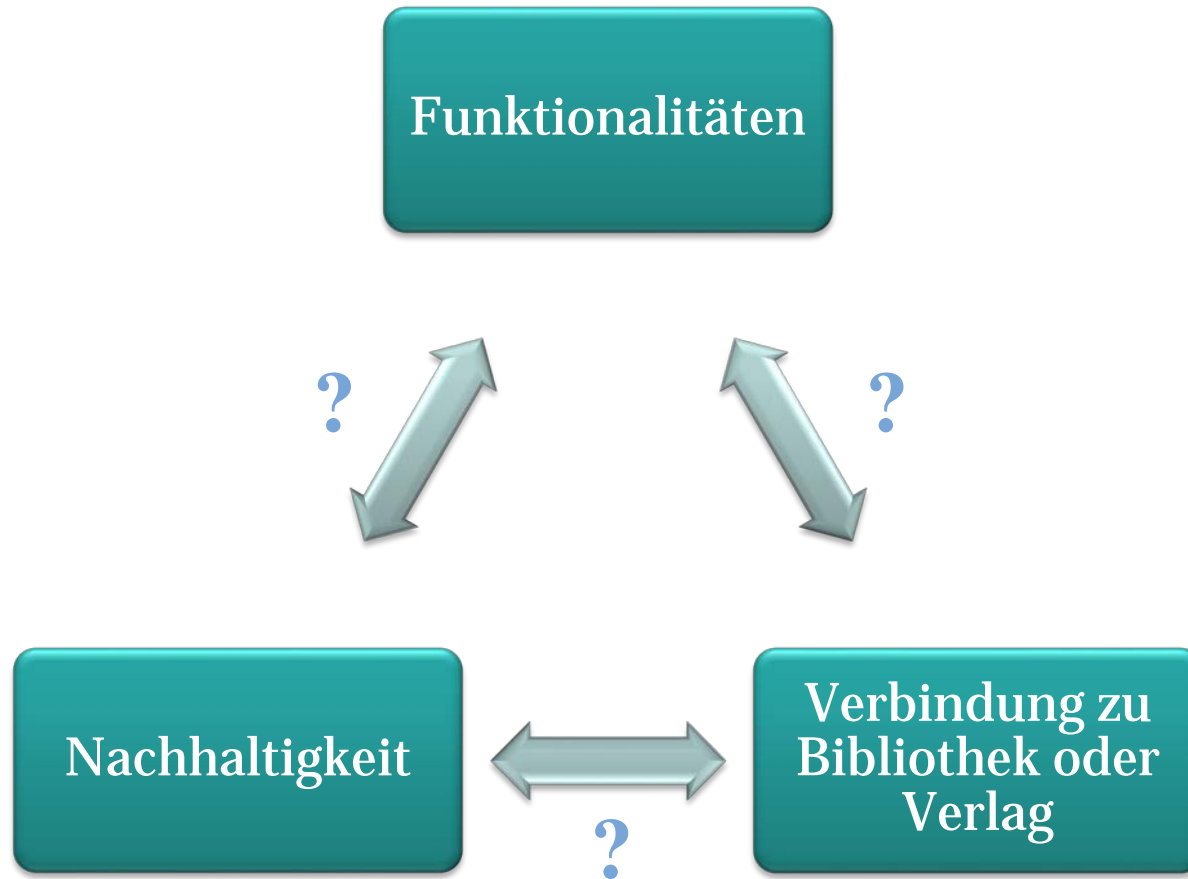 Funktionalitäten
?
?
Nachhaltigkeit
Verbindung zu
Bibliothek oder
Verlag
?